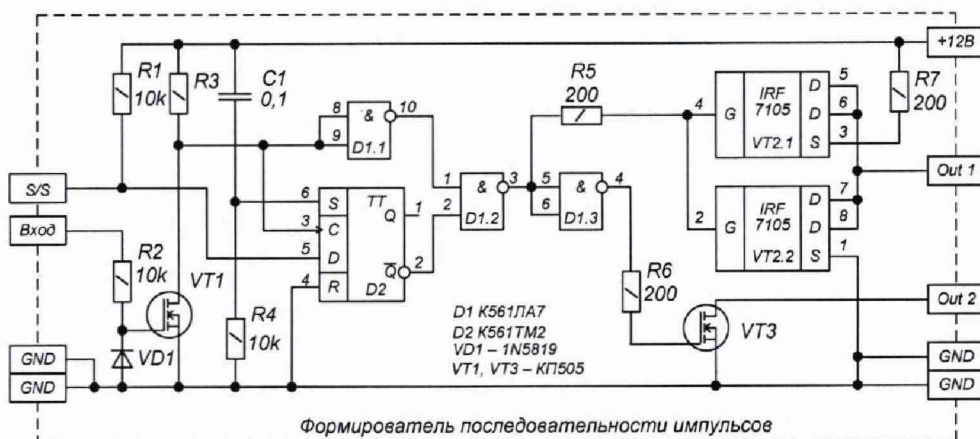 +12В
R1
10k
R3
C1
0,1
R5
200
R7
200
8
9
&
D1.1
10
4
G
IRF
7105
VT2.1
D
D
S
5
6
3
S/S
Вход
Out 1
6
3
5
4
S
C
D
R
TT
Q
Q
D2
1
2
1
2
&
D1.2
3
5
6
&
D1.3
4
2
G
IRF
7105
VT2.2
D
D
S
7
8
1
R2
10k
VT1
R4
10k
R6
200
VT3
Out 2
VD1
D1 К561ЛА7
D2 К561ТМ2
VD1 – 1N5819
VT1, VT3 – КП505
GND
GND
GND
GND
Формирователь последовательности импульсов